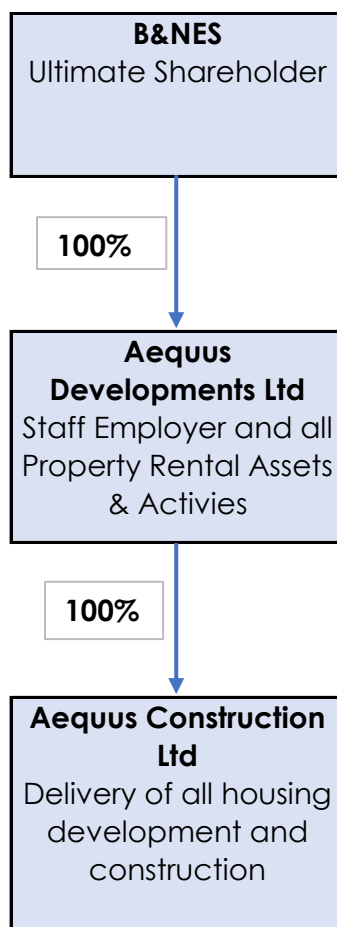 B&NES
Ultimate Shareholder
100%
Aequus
Developments Ltd
Staff Employer and all
Property Rental Assets
& Activies
100%
Aequus Construction
Ltd
Delivery of all housing
development and
construction